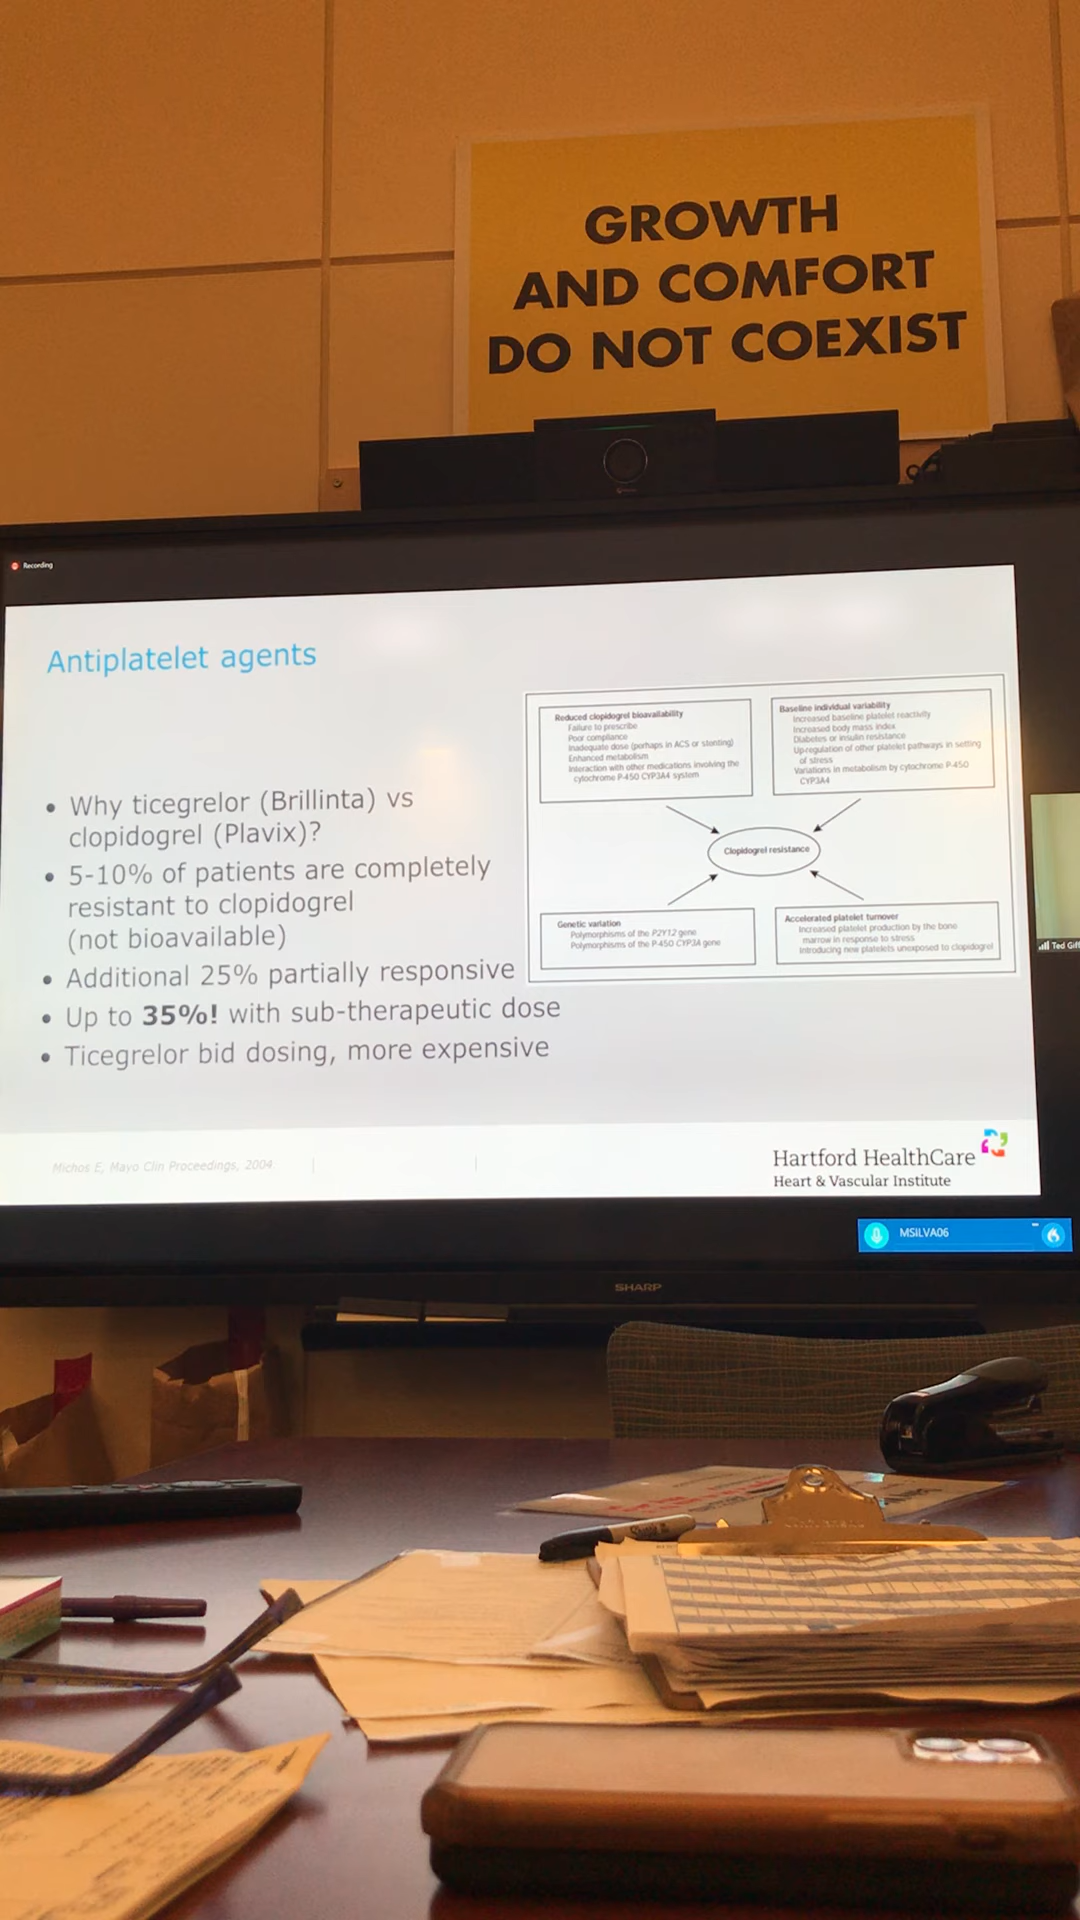 GROWTH
AND COMFORT
DO NOT COEXIST
Recording
Antiplatelet agents
• Why ticegrelor (Brillinta) vs
clopidogrel (Plavix)?
• 5-10% of patients are completely
resistant to clopidogrel
(not bioavailable)
• Additional 25% partially responsive
• Up to 35%! with sub-therapeutic dose
• Ticegrelor bid dosing, more expensive
Reduced clopidogrel bioavailability
Failure to prescribe
Poor compliance
Inadequate dose (perhaps in ACS or stenting)
Enhanced metabolism
Interaction with other medications involving the
cytochrome P-450 CYP3A4 system
Baseline individual variability
Increased baseline platelet reactivity
Increased body mass index
Diabetes or insulin resistance
Up-regulation of other platelet pathways in setting
of stress
Variations in metabolism by cytochrome P-450
CYP3A4
Clopidogrel resistance
Genetic variation
Polymorphisms of the P2Y12 gene
Polymorphisms of the P-450 CYP3A gene
Accelerated platelet turnover
Increased platelet production by the bone
marrow in response to stress
Introducing new platelets unexposed to clopidogrel
Ted Giff
Michos E, Mayo Clin Proceedings, 2004
Hartford HealthCare
Heart & Vascular Institute
MSILVA06
SHARP
Sharpie